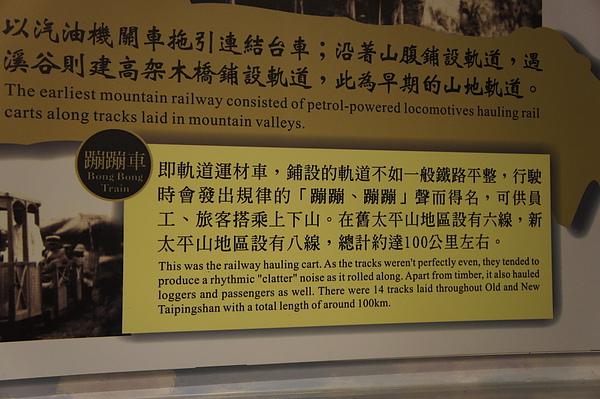 以汽油機關車拖引連結台車；沿著山腹鋪設軌道，遇
溪谷則建高架木橋鋪設軌道，此為早期的山地軌道。
The earliest mountain railway consisted of petrol-powered locomotives hauling rail
carts along tracks laid in mountain valleys.
蹦蹦車
Bong Bong
Train
即軌道運材車，鋪設的軌道不如一般鐵路平整，行駛
時會發出規律的「蹦蹦、蹦蹦」聲而得名，可供員
工、旅客搭乘上下山。在舊太平山地區設有六線，新
太平山地區設有八線，總計約達100公里左右。
This was the railway hauling cart. As the tracks weren't perfectly even, they tended to
produce a rhythmic "clatter" noise as it rolled along. Apart from timber, it also hauled
loggers and passengers as well. There were 14 tracks laid throughout Old and New
Taipingshan with a total length of around 100km.